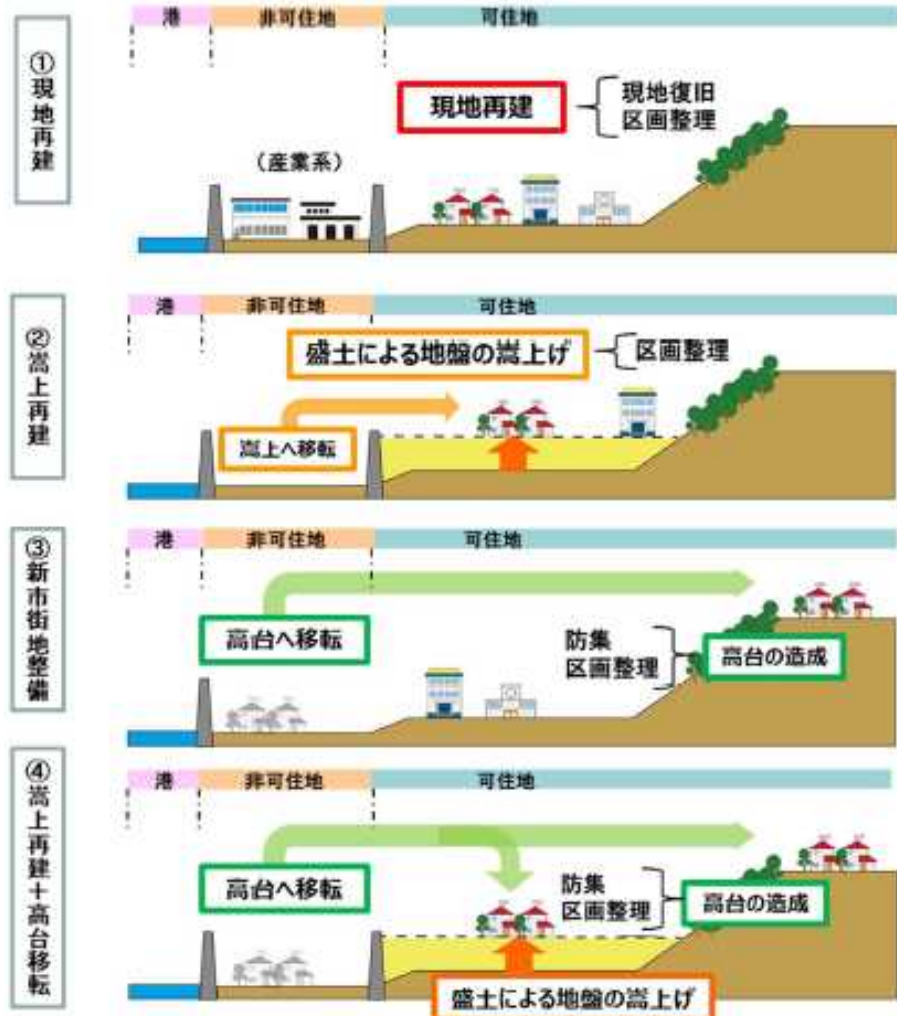 ①現地再建
港
非可住地
可住地
現地再建
現地復旧
区画整理
(産業系)
②嵩上再建
港
非可住地
可住地
盛土による地盤の嵩上げ
区画整理
嵩上へ移転
③新市街地整備
港
非可住地
可住地
高台へ移転
防集
区画整理
高台の造成
④嵩上再建+高台移転
港
非可住地
可住地
高台へ移転
防集
区画整理
高台の造成
盛土による地盤の嵩上げ